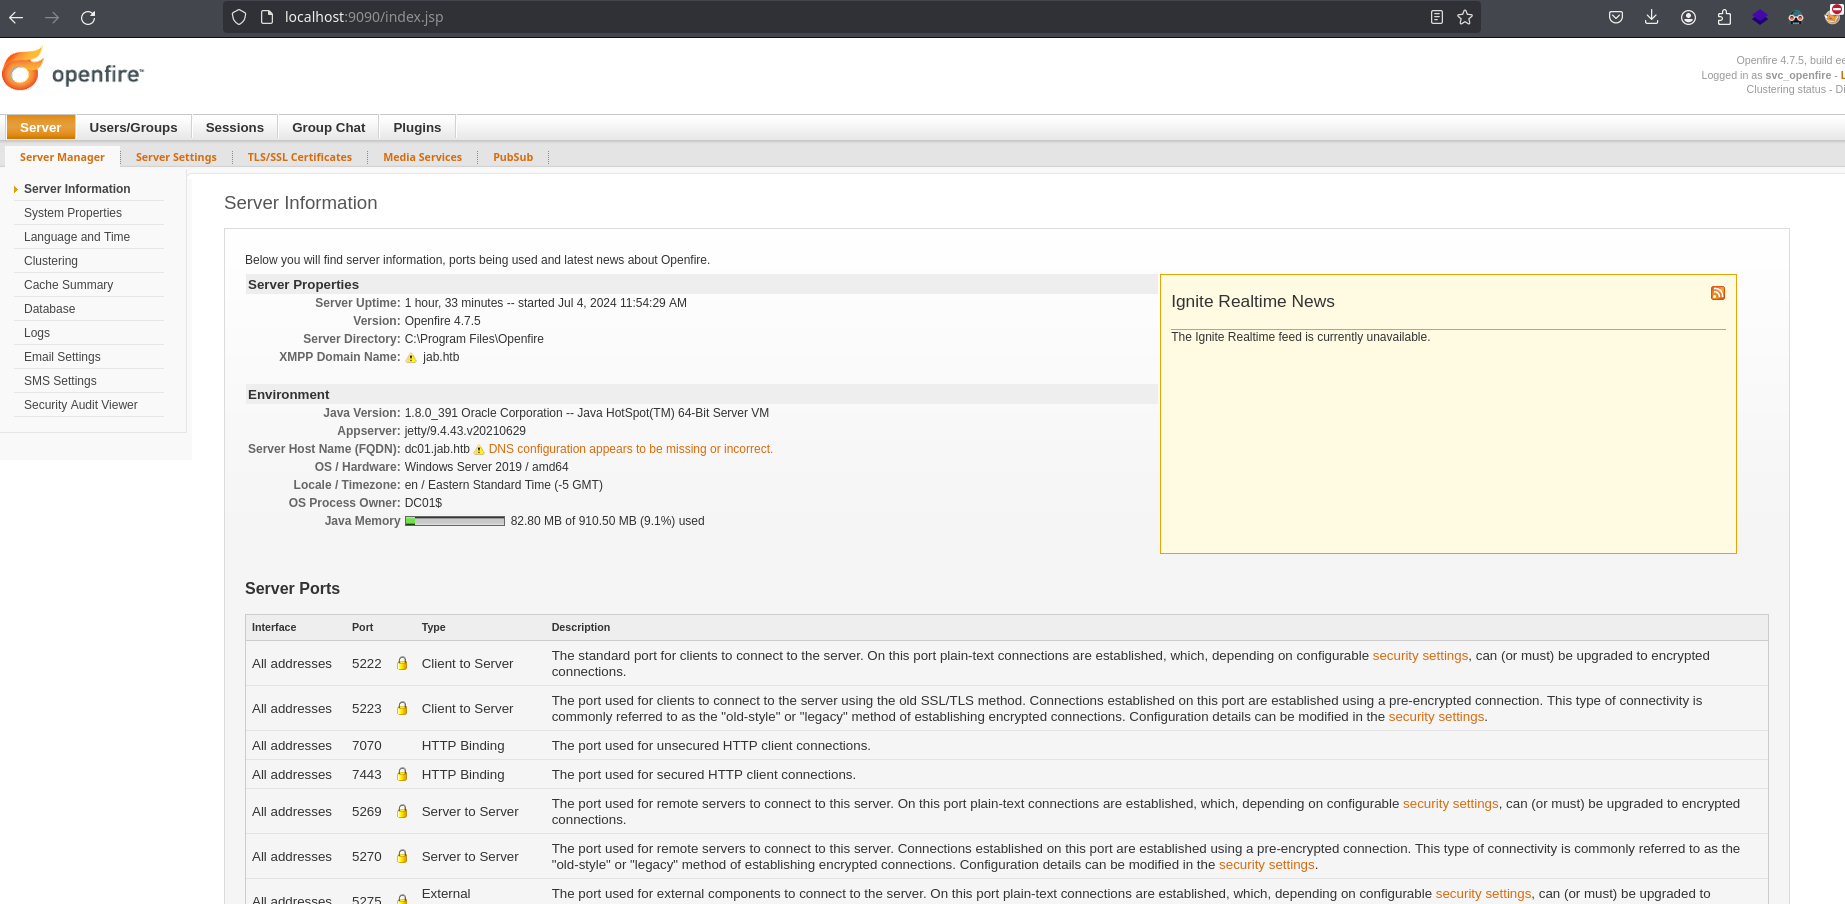 localhost:9090/index.jsp
openfire™
Openfire 4.7.5, build
Logged in as svc_openfire -
Clustering status -
Server Users/Groups Sessions Group Chat Plugins
Server Manager Server Settings TLS/SSL Certificates Media Services PubSub
Server Information
System Properties
Language and Time
Clustering
Cache Summary
Database
Logs
Email Settings
SMS Settings
Security Audit Viewer
Server Information
Below you will find server information, ports being used and latest news about Openfire.
Server Properties
Server Uptime: 1 hour, 33 minutes -- started Jul 4, 2024 11:54:29 AM
Version: Openfire 4.7.5
Server Directory: C:\Program Files\Openfire
XMPP Domain Name: jab.htb
Environment
Java Version: 1.8.0_391 Oracle Corporation -- Java HotSpot(TM) 64-Bit Server VM
Appserver: jetty/9.4.43.v20210629
Server Host Name (FQDN): dc01.jab.htb DNS configuration appears to be missing or incorrect.
OS / Hardware: Windows Server 2019 / amd64
Locale / Timezone: en / Eastern Standard Time (-5 GMT)
OS Process Owner: DC01$
Java Memory 82.80 MB of 910.50 MB (9.1%) used
Ignite Realtime News
The Ignite Realtime feed is currently unavailable.
Server Ports
Interface Port Type Description
All addresses 5222 Client to Server The standard port for clients to connect to the server. On this port plain-text connections are established, which, depending on configurable security settings, can (or must) be upgraded to encrypted
connections.
All addresses 5223 Client to Server The port used for clients to connect to the server using the old SSL/TLS method. Connections established on this port are established using a pre-encrypted connection. This type of connectivity is
commonly referred to as the "old-style" or "legacy" method of establishing encrypted connections. Configuration details can be modified in the security settings.
All addresses 7070 HTTP Binding The port used for unsecured HTTP client connections.
All addresses 7443 HTTP Binding The port used for secured HTTP client connections.
All addresses 5269 Server to Server The port used for remote servers to connect to this server. On this port plain-text connections are established, which, depending on configurable security settings, can (or must) be upgraded to encrypted
connections.
All addresses 5270 Server to Server The port used for remote servers to connect to this server. Connections established on this port are established using a pre-encrypted connection. This type of connectivity is commonly referred to as the
"old-style" or "legacy" method of establishing encrypted connections. Configuration details can be modified in the security settings.
All addresses 5275 External The port used for external components to connect to the server. On this port plain-text connections are established, which, depending on configurable security settings, can (or must) be upgraded to